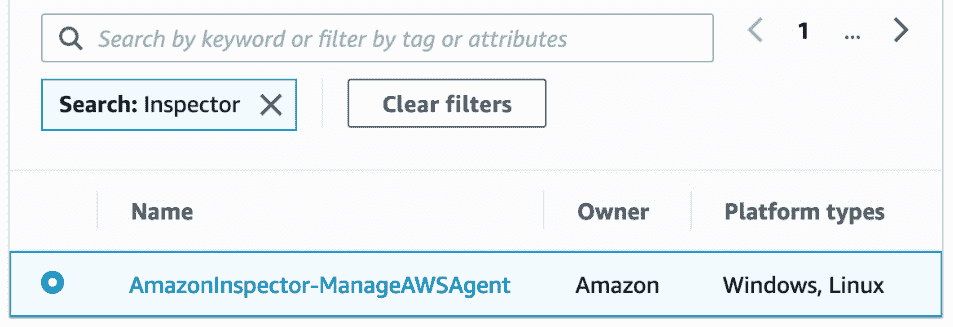 Search by keyword or filter by tag or attributes
1 ...
Search: Inspector
Clear filters
Name Owner Platform types
AmazonInspector-ManageAWSAgent Amazon Windows, Linux